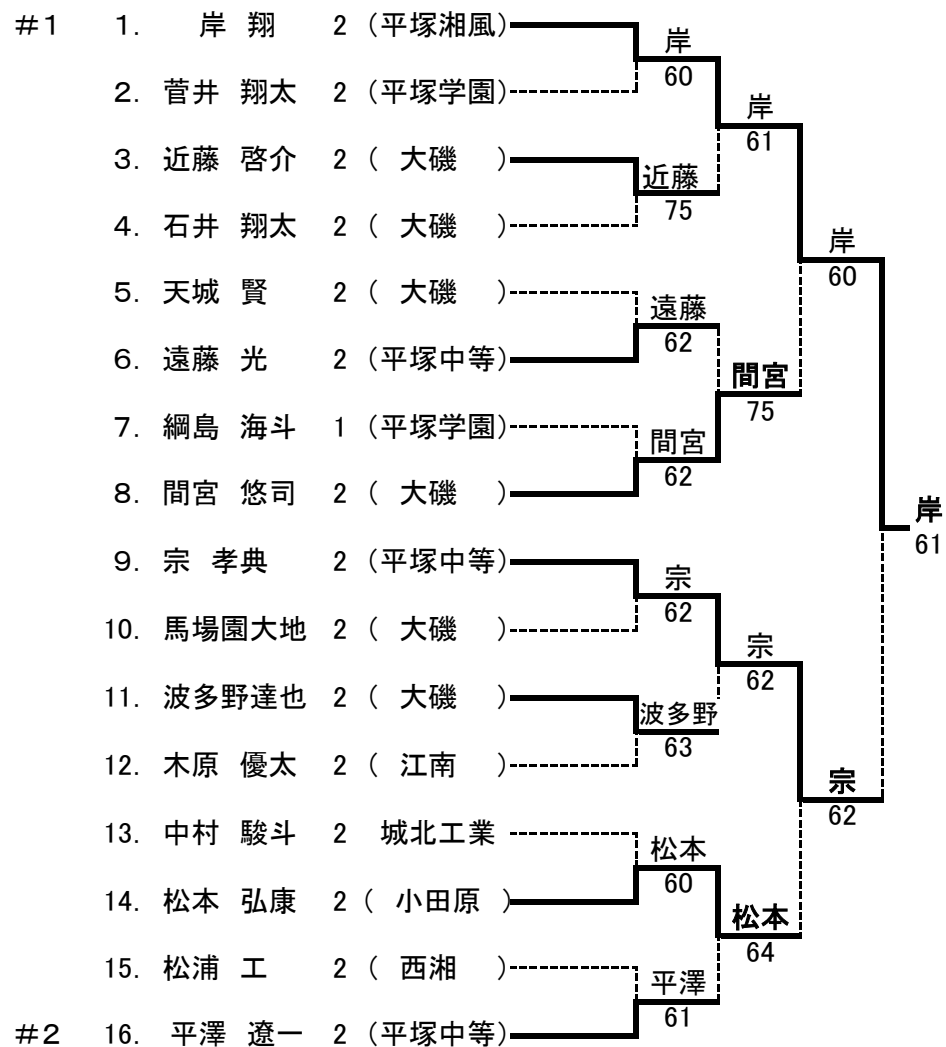 #1 1. 岸 翔 2 (平塚湘風)
岸
60
2. 菅井 翔太 2 (平塚学園)
岸
61
3. 近藤 啓介 2 ( 大磯 )
近藤
75
4. 石井 翔太 2 ( 大磯 )
岸
60
5. 天城 賢 2 ( 大磯 )
遠藤
62
6. 遠藤 光 2 (平塚中等)
間宮
75
7. 綱島 海斗 1 (平塚学園)
間宮
62
8. 間宮 悠司 2 ( 大磯 )
岸
61
9. 宗 孝典 2 (平塚中等)
宗
62
10. 馬場園大地 2 ( 大磯 )
宗
62
11. 波多野達也 2 ( 大磯 )
波多野
63
12. 木原 優太 2 ( 江南 )
宗
62
13. 中村 駿斗 2 城北工業
松本
60
14. 松本 弘康 2 ( 小田原 )
松本
64
15. 松浦 工 2 ( 西湘 )
平澤
61
#2 16. 平澤 遼一 2 (平塚中等)